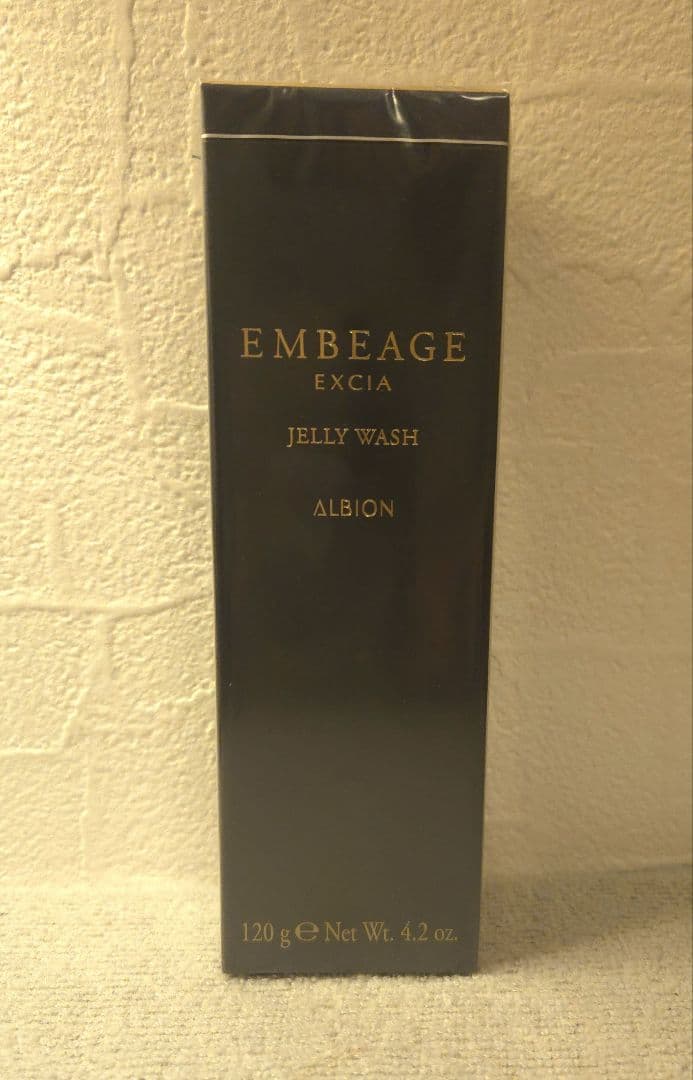 EMBEAGE
EXCIA
JELLY WASH
ALBION
120 g ℮ Net Wt. 4.2 oz.